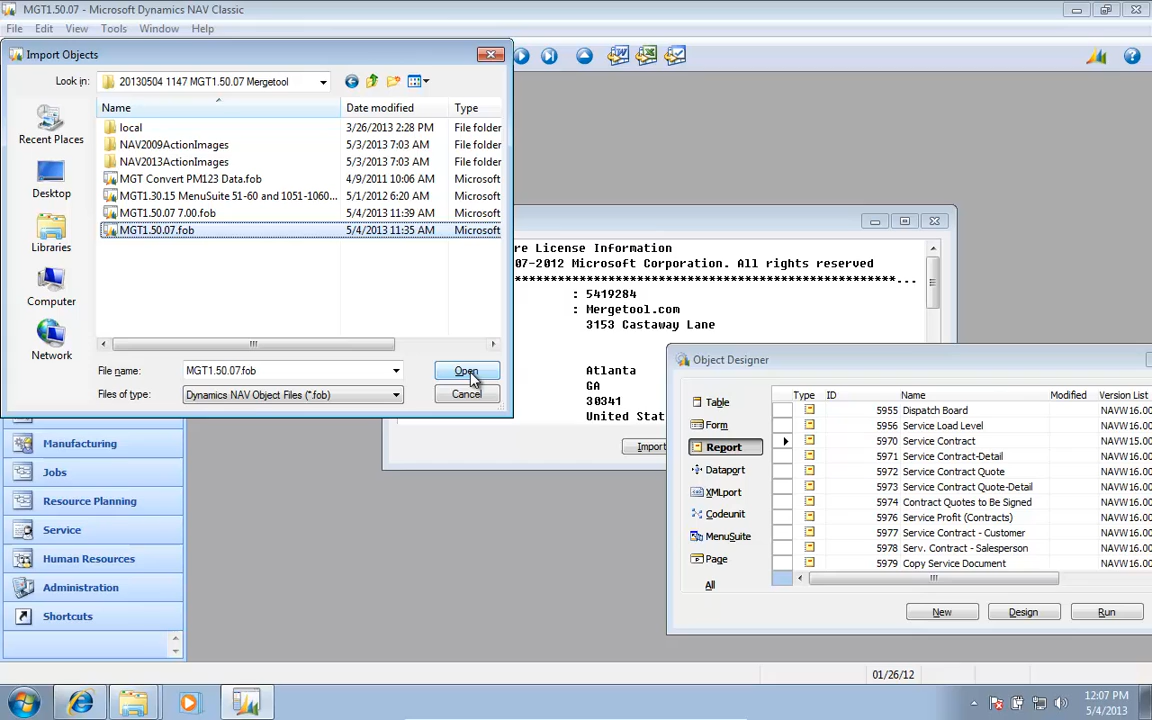 MGT1.50.07 - Microsoft Dynamics NAV Classic
File Edit View Tools Window Help
Import Objects
Look in: 20130504 1147 MGT1.50.07 Mergetool
Name Date modified Type
local 3/26/2013 2:28 PM File folder
NAV2009ActionImages 5/3/2013 7:03 AM File folder
NAV2013ActionImages 5/3/2013 7:03 AM File folder
MGT Convert PM123 Data.fob 4/9/2011 10:06 AM Microsoft
MGT1.30.15 MenuSuite 51-60 and 1051-1060... 5/1/2012 6:20 AM Microsoft
MGT1.50.07 7.00.fob 5/4/2013 11:39 AM Microsoft
MGT1.50.07.fob 5/4/2013 11:35 AM Microsoft
Recent Places
Desktop
Libraries
Computer
Network
File name: MGT1.50.07.fob Open
Files of type: Dynamics NAV Object Files (*.fob) Cancel
re License Information
07-2012 Microsoft Corporation. All rights reserved
*******************************************************...
: 5419284
: Mergetool.com
3153 Castaway Lane
Atlanta
GA
30341
United Stat
Import
Object Designer
Type ID Name Modified Version List
Table
Form
Report
Dataport
XMLport
Codeunit
MenuSuite
Page
All
5955 Dispatch Board NAVW16.00
5956 Service Load Level NAVW16.00
5970 Service Contract NAVW15.00
5971 Service Contract-Detail NAVW16.00
5972 Service Contract Quote NAVW16.00
5973 Service Contract Quote-Detail NAVW16.00
5974 Contract Quotes to Be Signed NAVW16.00
5976 Service Profit (Contracts) NAVW16.00
5977 Service Contract - Customer NAVW16.00
5978 Serv. Contract - Salesperson NAVW16.00
5979 Copy Service Document NAVW16.00
New Design Run
Manufacturing
Jobs
Resource Planning
Service
Human Resources
Administration
Shortcuts
01/26/12
12:07 PM
5/4/2013